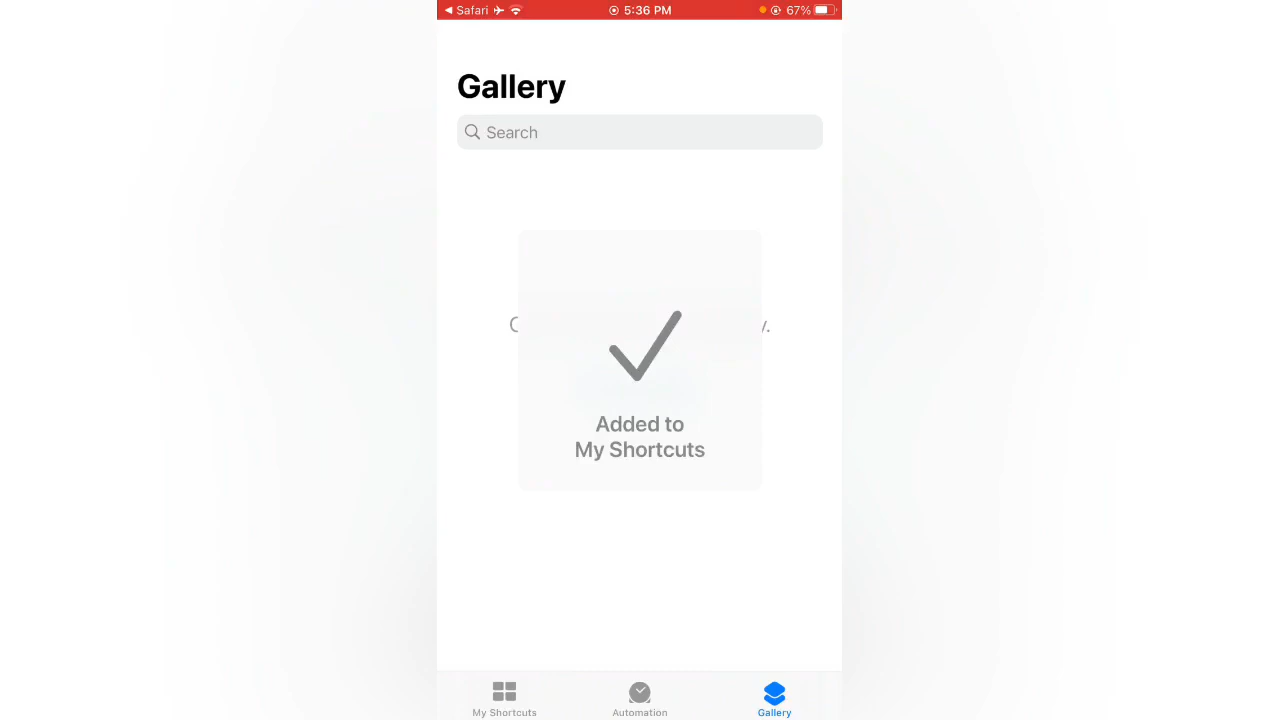 Safari 5:36 PM 67%
Gallery
Search
Added to
My Shortcuts
My Shortcuts Automation Gallery